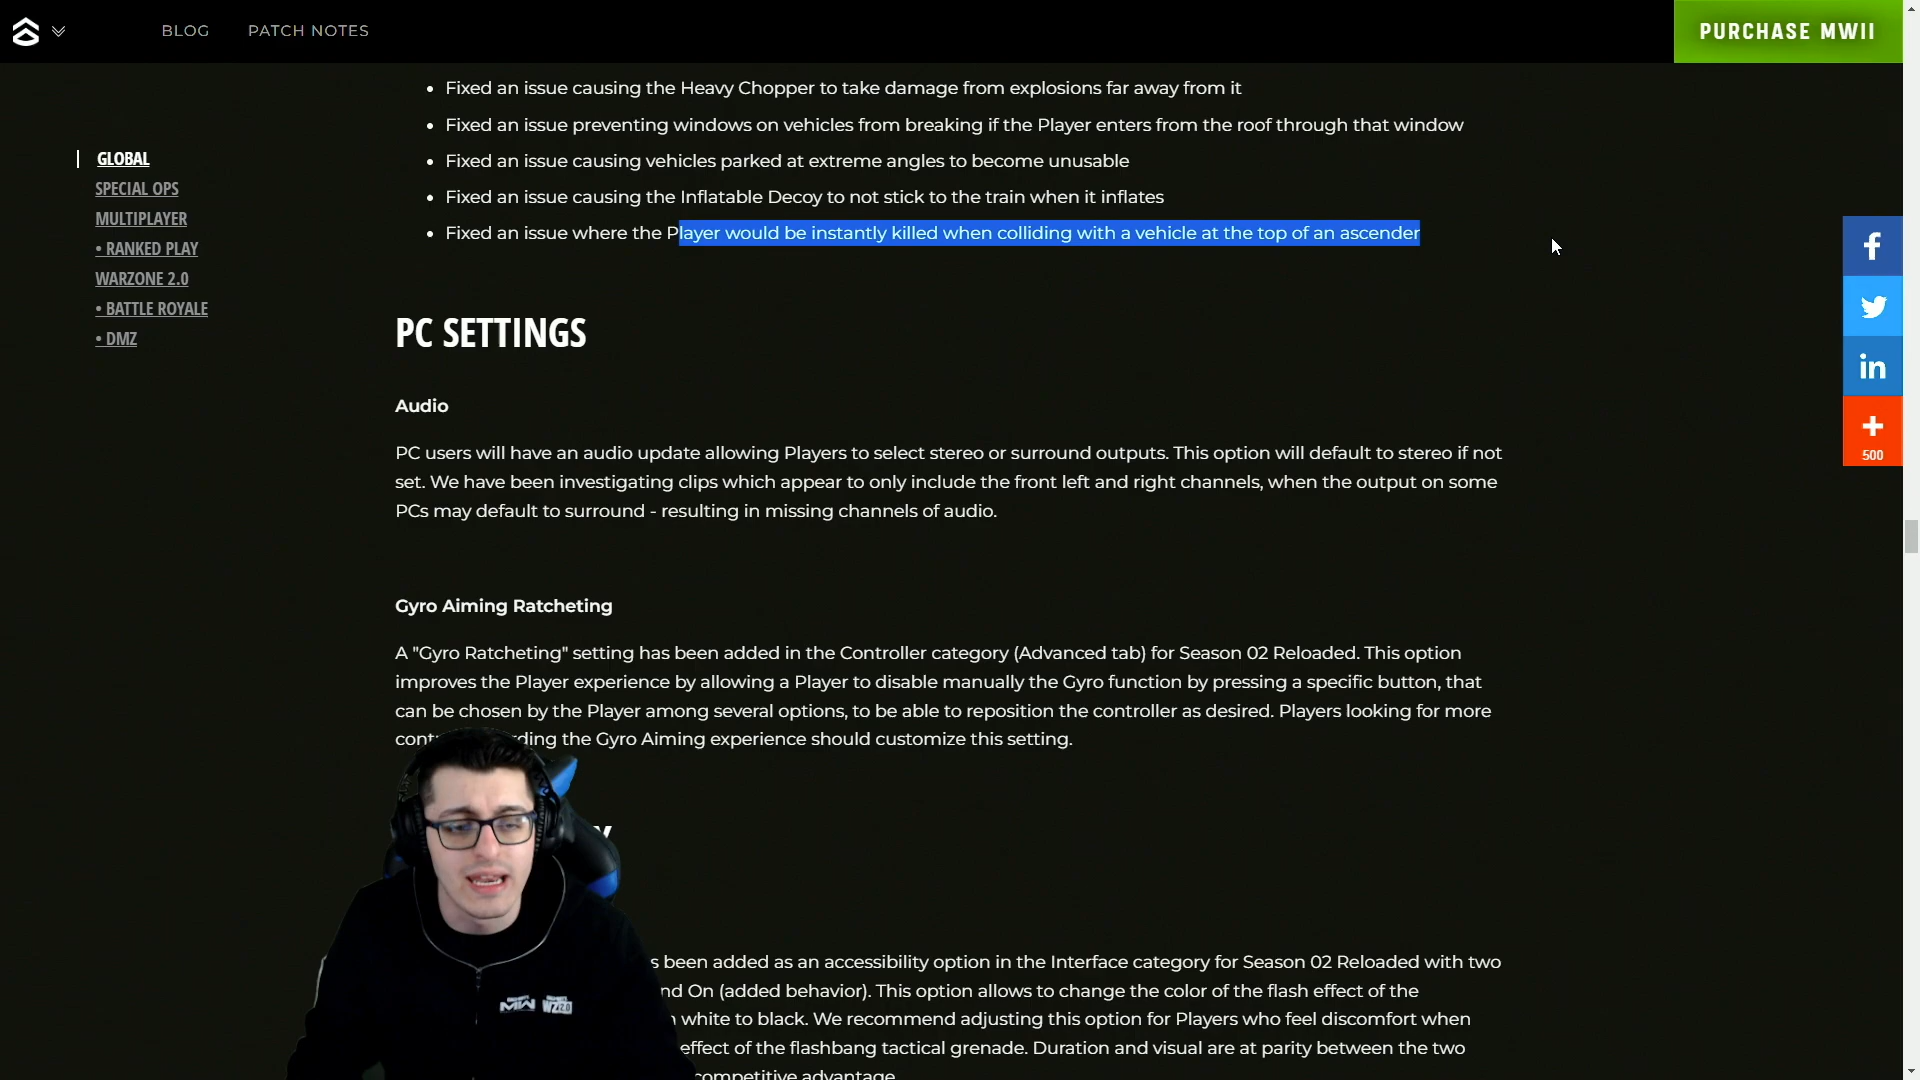 BLOG
PATCH NOTES
PURCHASE MWII
• Fixed an issue causing the Heavy Chopper to take damage from explosions far away from it
• Fixed an issue preventing windows on vehicles from breaking if the Player enters from the roof through that window
• Fixed an issue causing vehicles parked at extreme angles to become unusable
• Fixed an issue causing the Inflatable Decoy to not stick to the train when it inflates
• Fixed an issue where the Player would be instantly killed when colliding with a vehicle at the top of an ascender
GLOBAL
SPECIAL OPS
MULTIPLAYER
• RANKED PLAY
WARZONE 2.0
• BATTLE ROYALE
• DMZ
500
PC SETTINGS
Audio
PC users will have an audio update allowing Players to select stereo or surround outputs. This option will default to stereo if not
set. We have been investigating clips which appear to only include the front left and right channels, when the output on some
PCs may default to surround - resulting in missing channels of audio.
Gyro Aiming Ratcheting
A "Gyro Ratcheting" setting has been added in the Controller category (Advanced tab) for Season 02 Reloaded. This option
improves the Player experience by allowing a Player to disable manually the Gyro function by pressing a specific button, that
can be chosen by the Player among several options, to be able to reposition the controller as desired. Players looking for more
the Gyro Aiming experience should customize this setting.
been added as an accessibility option in the Interface category for Season 02 Reloaded with two
On (added behavior). This option allows to change the color of the flash effect of the
white to black. We recommend adjusting this option for Players who feel discomfort when
effect of the flashbang tactical grenade. Duration and visual are at parity between the two
competitive advantage.
MW WZ2.0